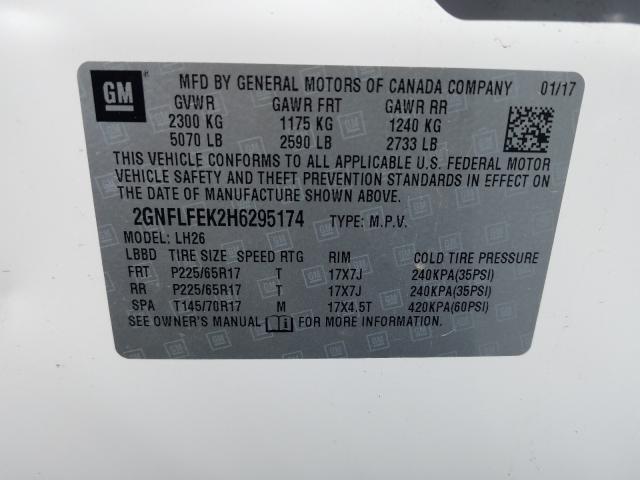 GM
MFD BY GENERAL MOTORS OF CANADA COMPANY 01/17
GVWR GAWR FRT GAWR RR
2300 KG 1175 KG 1240 KG
5070 LB 2590 LB 2733 LB
THIS VEHICLE CONFORMS TO ALL APPLICABLE U.S. FEDERAL MOTOR
VEHICLE SAFETY AND THEFT PREVENTION STANDARDS IN EFFECT ON
THE DATE OF MANUFACTURE SHOWN ABOVE.
2GNFLFEK2H6295174 TYPE: M.P.V.
MODEL: LH26
LBBD TIRE SIZE SPEED RTG RIM COLD TIRE PRESSURE
FRT P225/65R17 T 17X7J 240KPA(35PSI)
RR P225/65R17 T 17X7J 240KPA(35PSI)
SPA T145/70R17 M 17X4.5T 420KPA(60PSI)
SEE OWNER'S MANUAL FOR MORE INFORMATION.